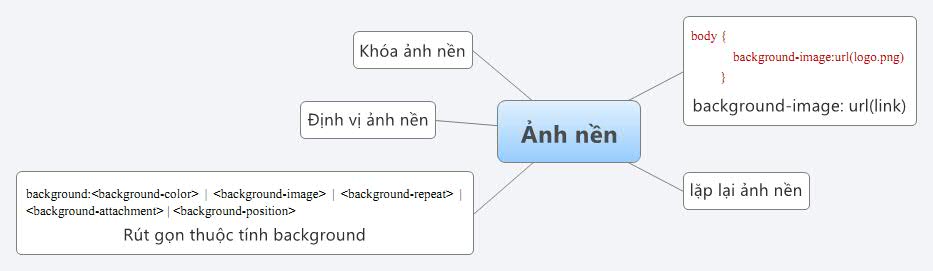 Khóa ảnh nền
body {
background-image:url(logo.png)
}
background-image: url(link)
Định vị ảnh nền
Ảnh nền
lặp lại ảnh nền
background:<background-color> | <background-image> | <background-repeat> |
<background-attachment> | <background-position>
Rút gọn thuộc tính background